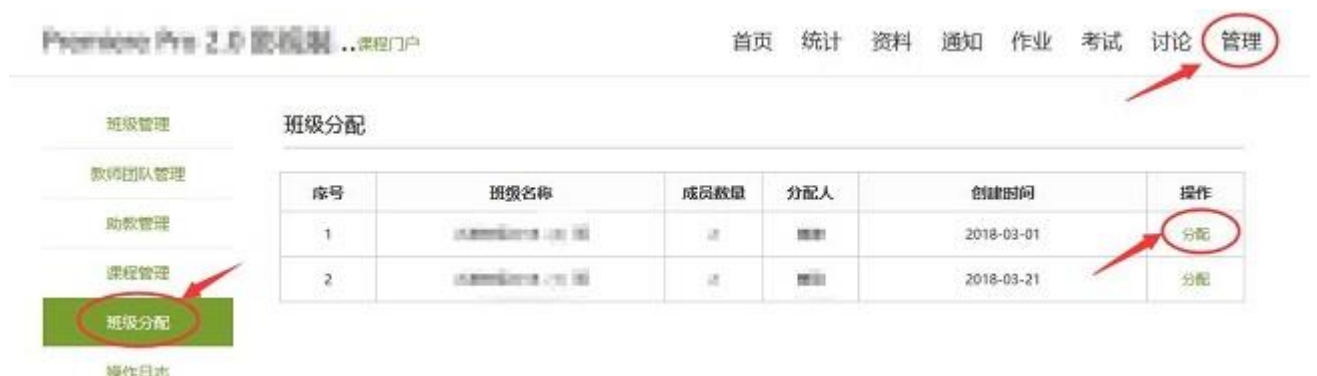 Premiere Pro 2.0 ..课程门户
首页 统计 资料 通知 作业 考试 讨论 管理
班级管理
教师团队管理
助教管理
课程管理
班级分配
操作日志
班级分配
序号 班级名称 成员数量 分配人 创建时间 操作
1 2018-03-01 分配
2 2018-03-21 分配